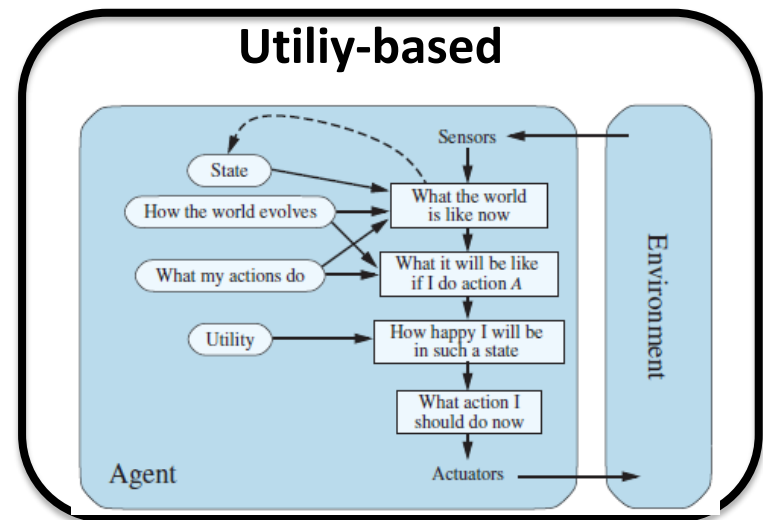 Utiliy-based
Sensors
State
What the world
is like now
How the world evolves
What it will be like
if I do action A
What my actions do
How happy I will be
in such a state
Utility
What action I
should do now
Agent
Actuators
Environment